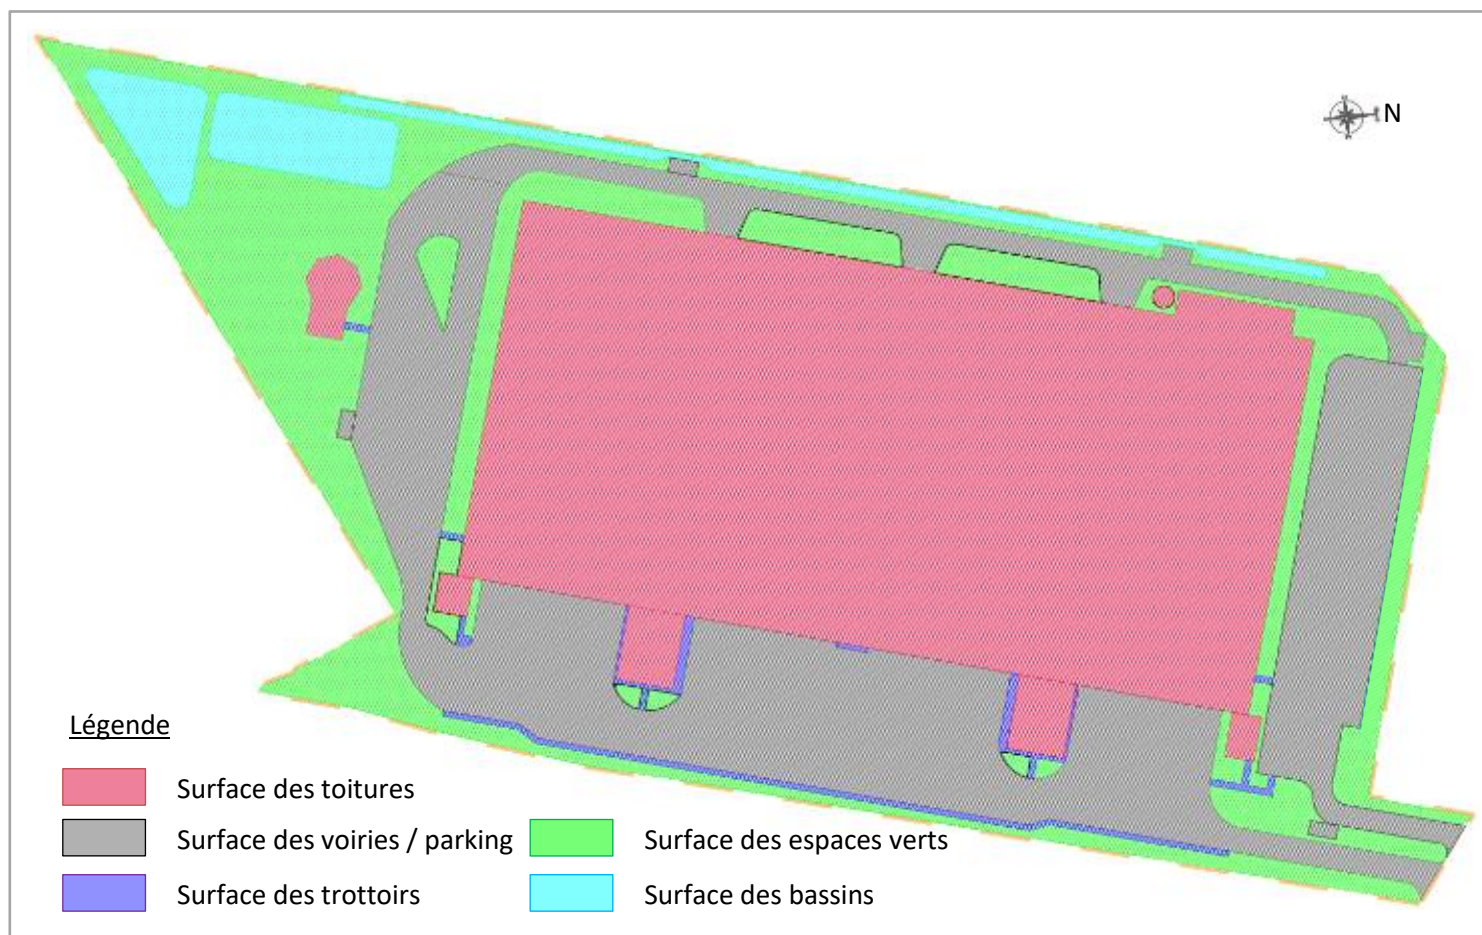 N
Légende
Surface des toitures
Surface des voiries / parking
Surface des espaces verts
Surface des trottoirs
Surface des bassins